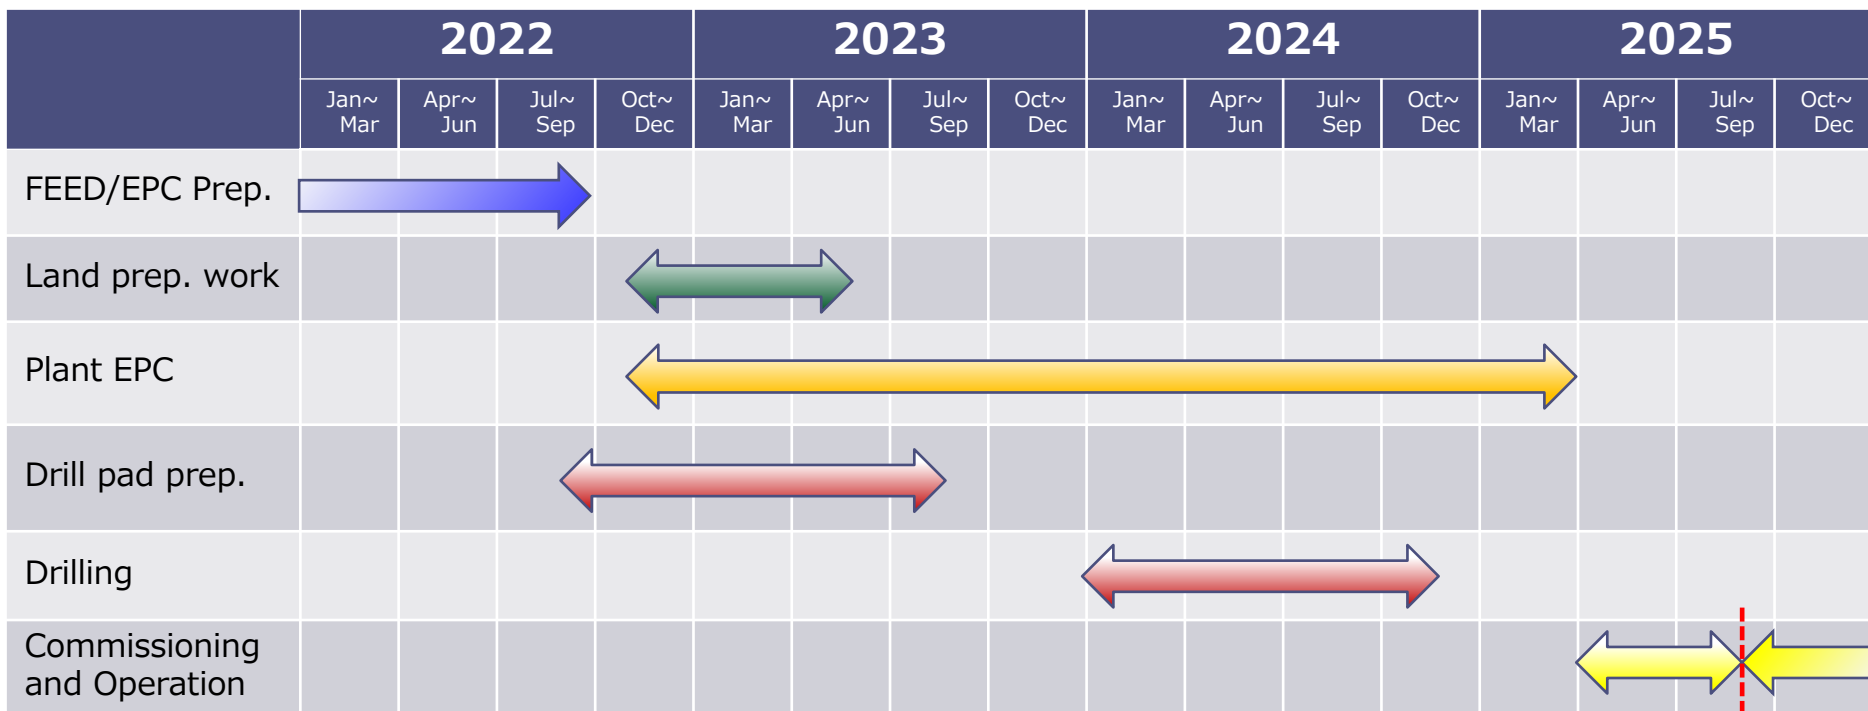 2022 2023 2024 2025
Jan~ Apr~ Jul~ Oct~ Jan~ Apr~ Jul~ Oct~ Jan~ Apr~ Jul~ Oct~ Jan~ Apr~ Jul~ Oct~
Mar Jun Sep Dec Mar Jun Sep Dec Mar Jun Sep Dec Mar Jun Sep Dec
FEED/EPC Prep.
Land prep. work
Plant EPC
Drill pad prep.
Drilling
Commissioning
and Operation